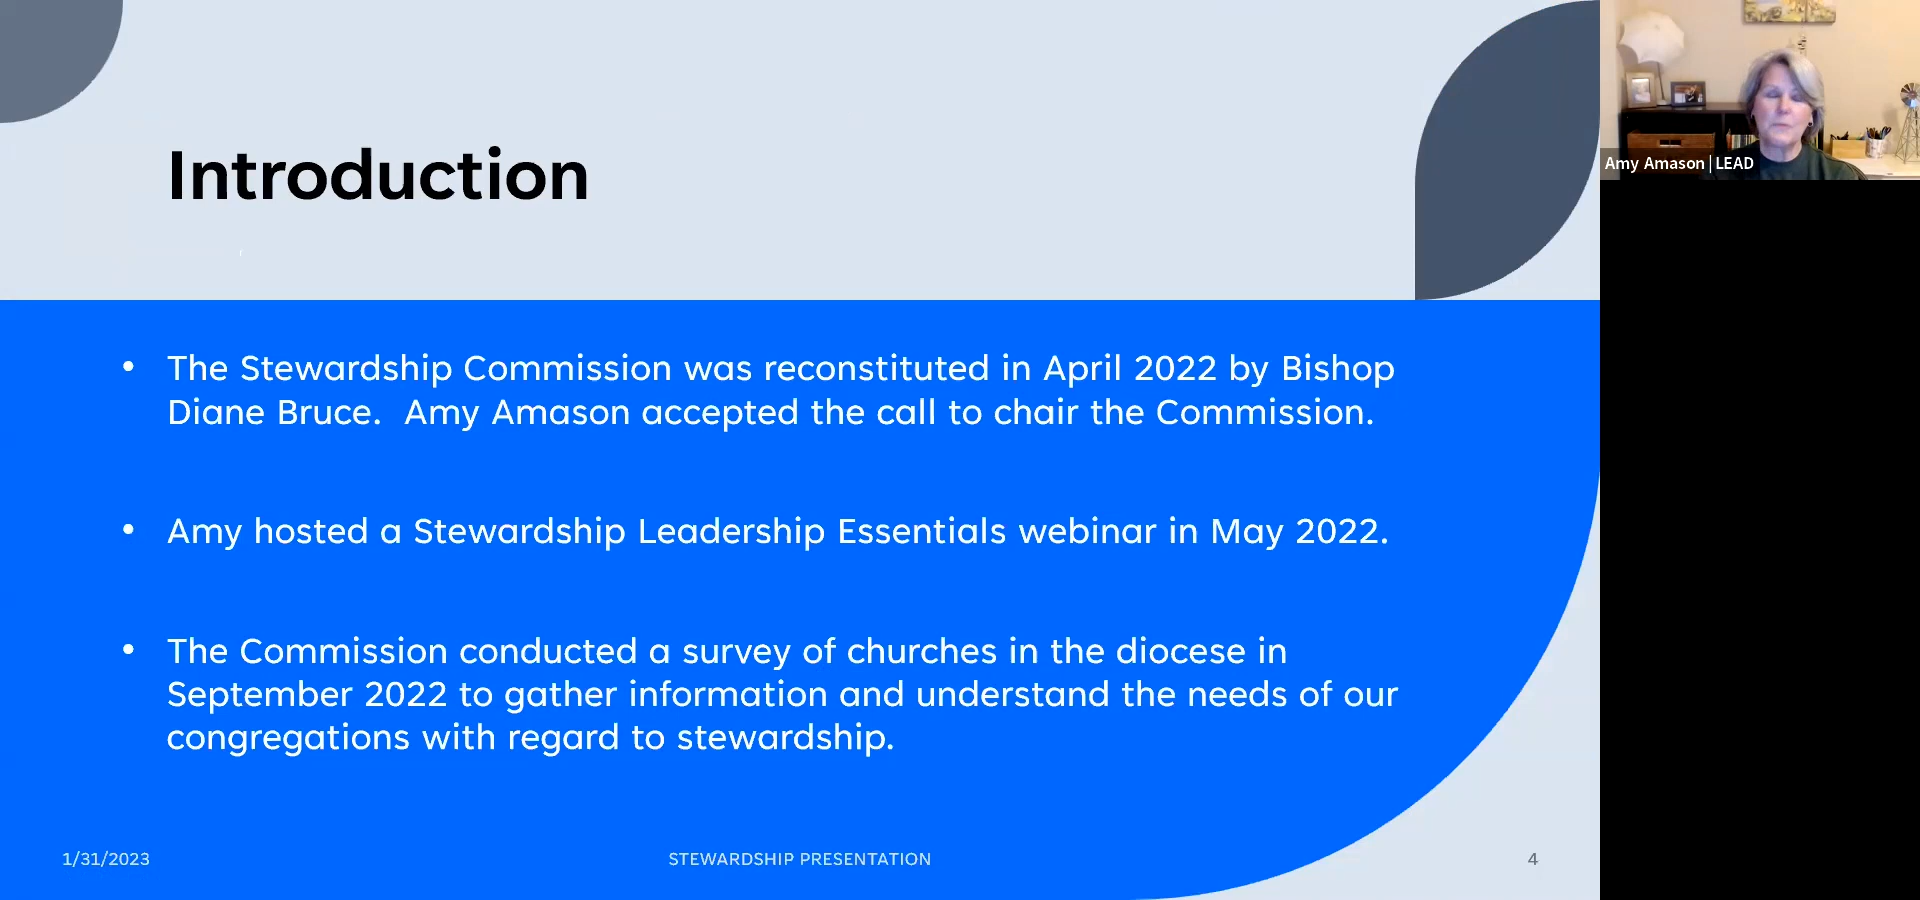 Introduction
• The Stewardship Commission was reconstituted in April 2022 by Bishop
Diane Bruce.  Amy Amason accepted the call to chair the Commission.
• Amy hosted a Stewardship Leadership Essentials webinar in May 2022.
• The Commission conducted a survey of churches in the diocese in
September 2022 to gather information and understand the needs of our
congregations with regard to stewardship.
1/31/2023
STEWARDSHIP PRESENTATION
4
Amy Amason | LEAD